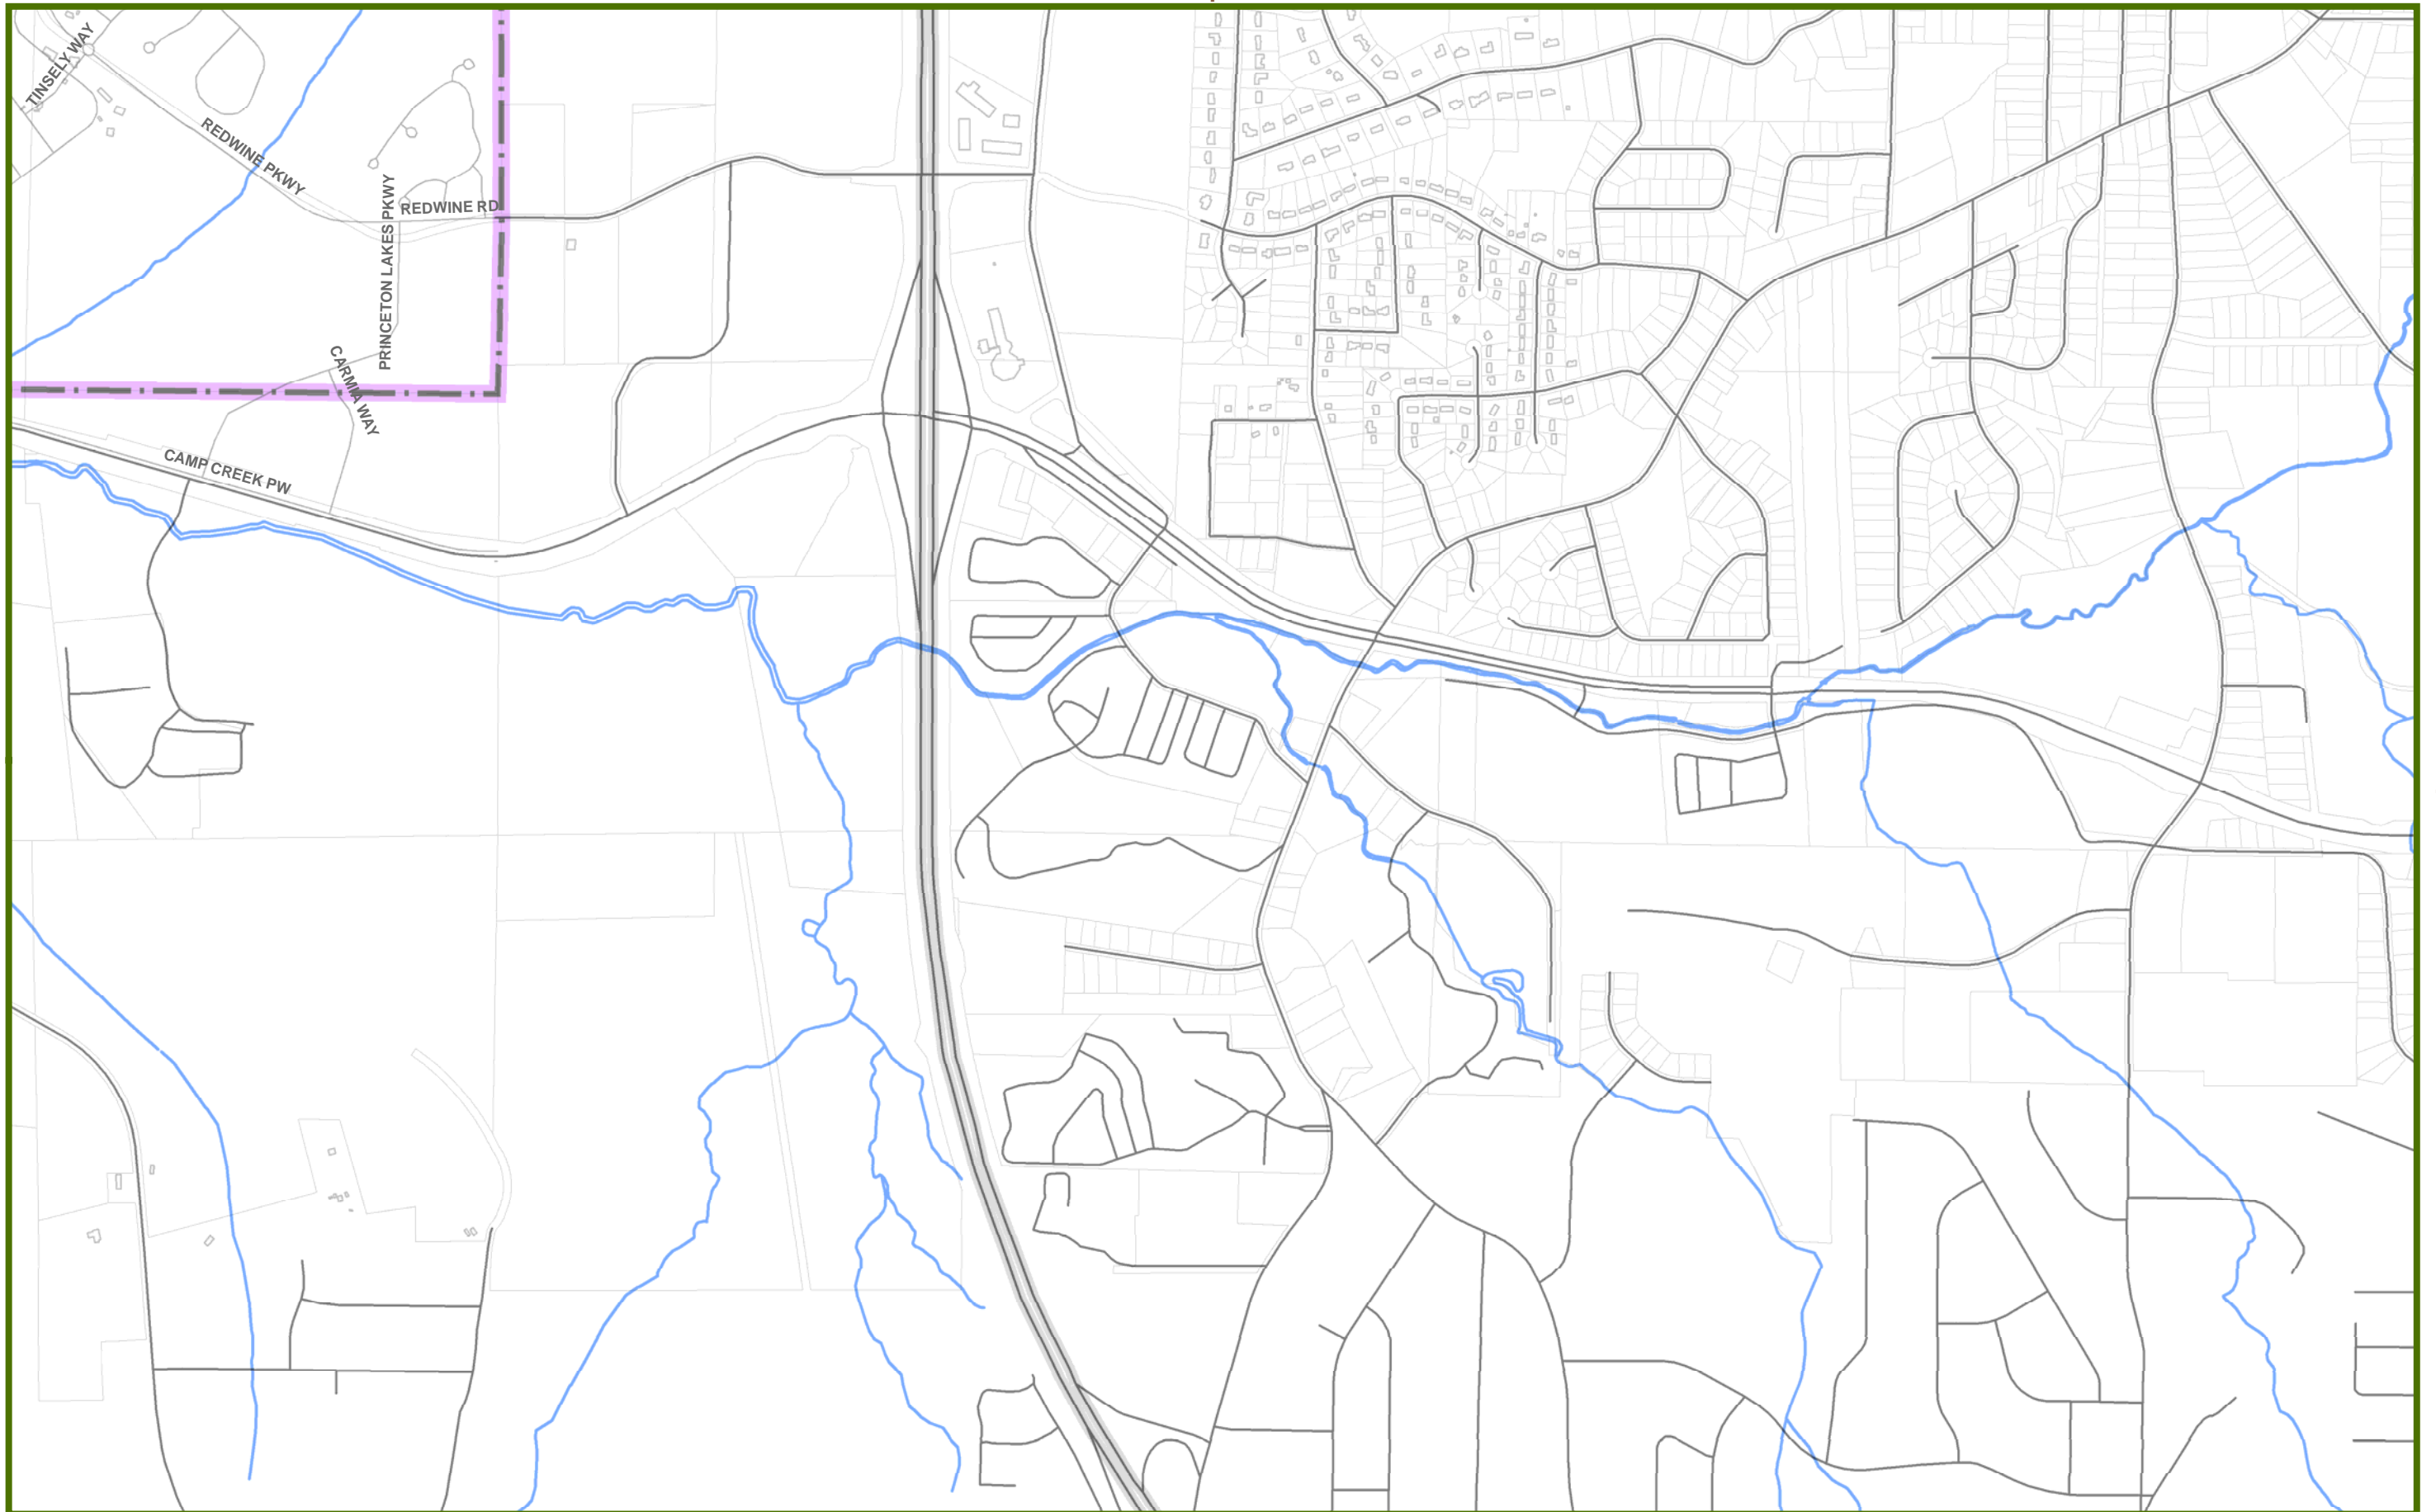 TINSELY WAY
REDWINE PKWY
REDWINE RD
PRINCETON LAKES PKWY
CARMIA WAY
CAMP CREEK PW